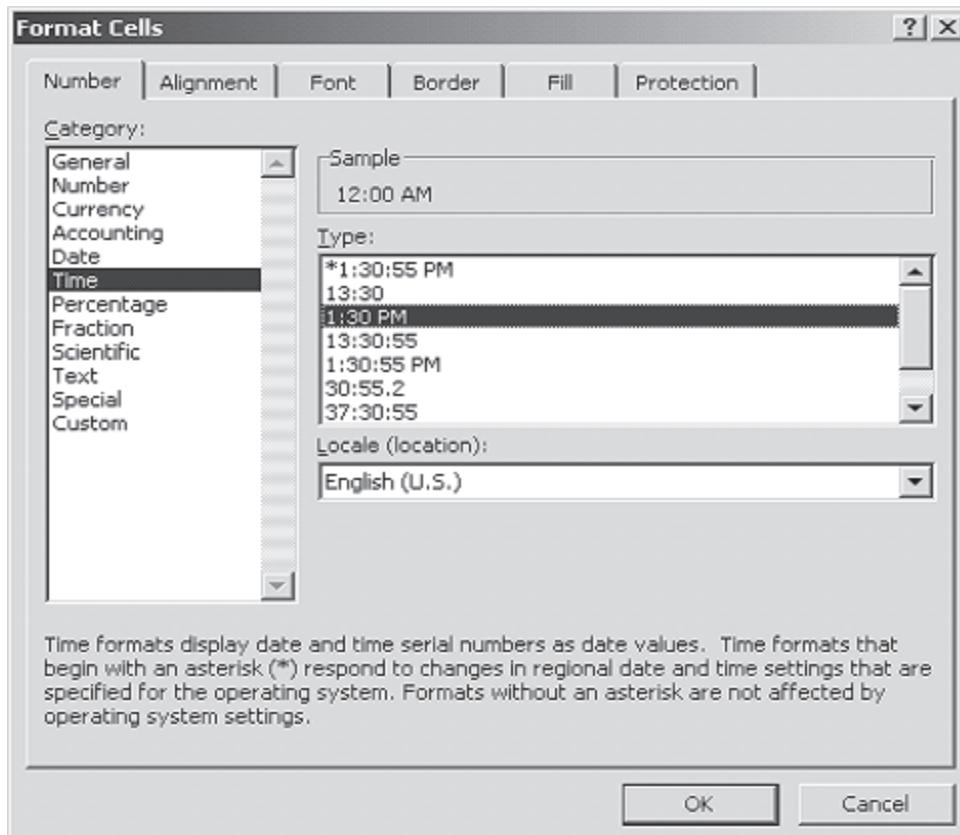 Format Cells
Number Alignment Font Border Fill Protection
Category:
General
Number
Currency
Accounting
Date
Time
Percentage
Fraction
Scientific
Text
Special
Custom
Sample
12:00 AM
Type:
*1:30:55 PM
13:30
1:30 PM
13:30:55
1:30:55 PM
30:55.2
37:30:55
Locale (location):
English (U.S.)
Time formats display date and time serial numbers as date values.  Time formats that
begin with an asterisk (*) respond to changes in regional date and time settings that are
specified for the operating system. Formats without an asterisk are not affected by
operating system settings.
OK Cancel